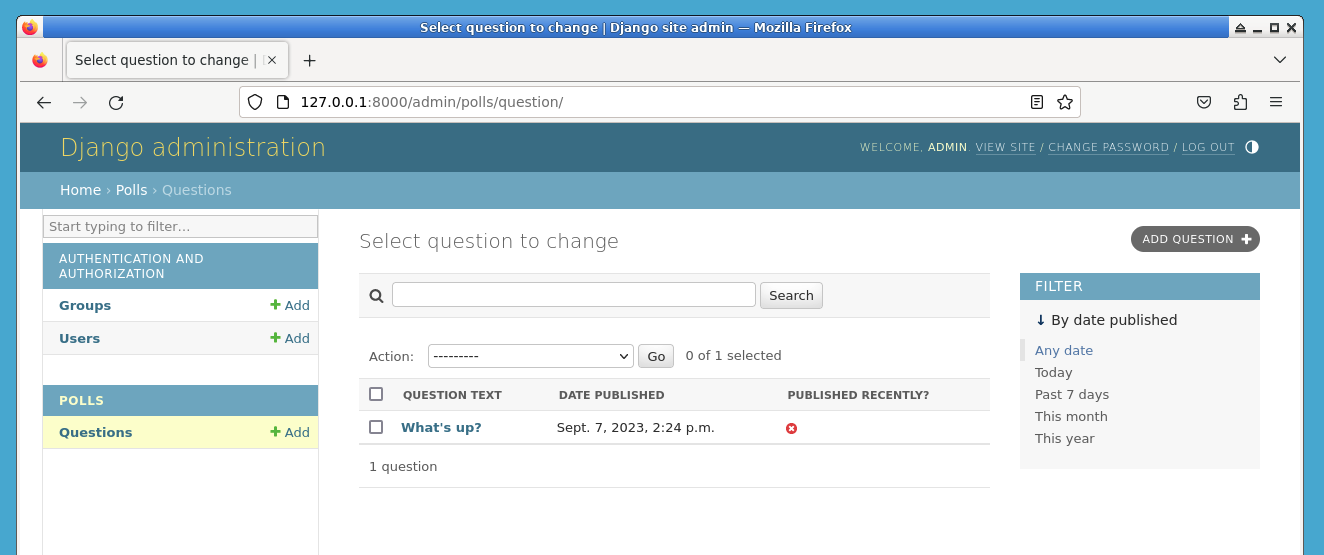 Select question to change | Django site admin — Mozilla Firefox
Select question to change |
127.0.0.1:8000/admin/polls/question/
Django administration
WELCOME, ADMIN. VIEW SITE / CHANGE PASSWORD / LOG OUT
Home › Polls › Questions
Start typing to filter…
AUTHENTICATION AND
AUTHORIZATION
Groups Add
Users Add
POLLS
Questions Add
Select question to change
ADD QUESTION
Search
Action: --------- Go 0 of 1 selected
QUESTION TEXT DATE PUBLISHED PUBLISHED RECENTLY?
What's up? Sept. 7, 2023, 2:24 p.m.
1 question
FILTER
↓ By date published
Any date
Today
Past 7 days
This month
This year